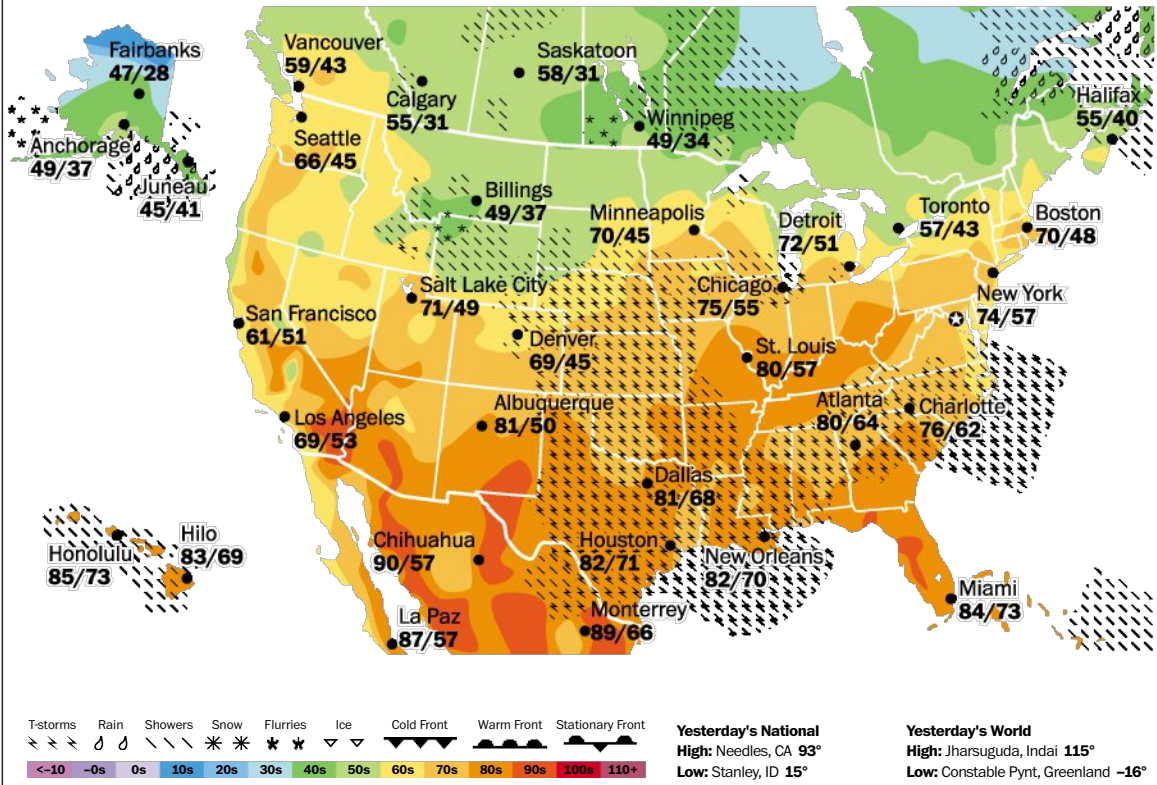 Fairbanks
47/28
Anchorage
49/37
Juneau
45/41
Vancouver
59/43
Calgary
55/31
Saskatoon
58/31
Winnipeg
49/34
Halifax
55/40
Seattle
66/45
Billings
49/37
Minneapolis
70/45
Detroit
72/51
Toronto
57/43
Boston
70/48
Salt Lake City
71/49
Chicago
75/55
New York
74/57
San Francisco
61/51
Denver
69/45
St. Louis
80/57
Los Angeles
69/53
Albuquerque
81/50
Atlanta
80/64
Charlotte
76/62
Dallas
81/68
Honolulu
85/73
Hilo
83/69
Chihuahua
90/57
Houston
82/71
New Orleans
82/70
Miami
84/73
La Paz
87/57
Monterrey
89/66
T-storms Rain Showers Snow Flurries Ice Cold Front Warm Front Stationary Front
<-10 -0s 0s 10s 20s 30s 40s 50s 60s 70s 80s 90s 100s 110+
Yesterday's National
High: Needles, CA 93°
Low: Stanley, ID 15°
Yesterday's World
High: Jharsuguda, Indai 115°
Low: Constable Pynt, Greenland –16°